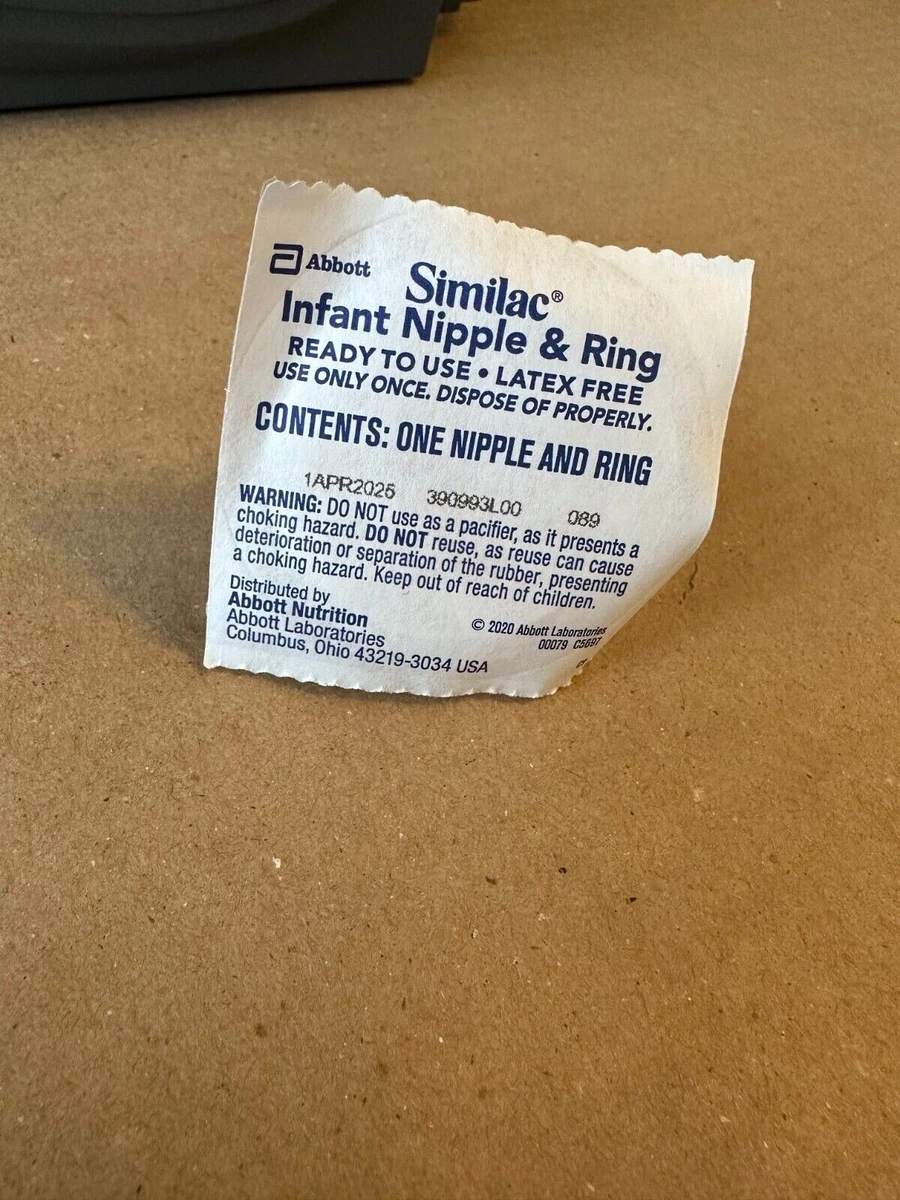 Abbott
Similac®
Infant Nipple & Ring
READY TO USE • LATEX FREE
USE ONLY ONCE. DISPOSE OF PROPERLY.
CONTENTS: ONE NIPPLE AND RING
1APR2025 390993L00 089
WARNING: DO NOT use as a pacifier, as it presents a
choking hazard. DO NOT reuse, as reuse can cause
deterioration or separation of the rubber, presenting
a choking hazard. Keep out of reach of children.
Distributed by
Abbott Nutrition
Abbott Laboratories
Columbus, Ohio 43219-3034 USA
© 2020 Abbott Laboratories
00079